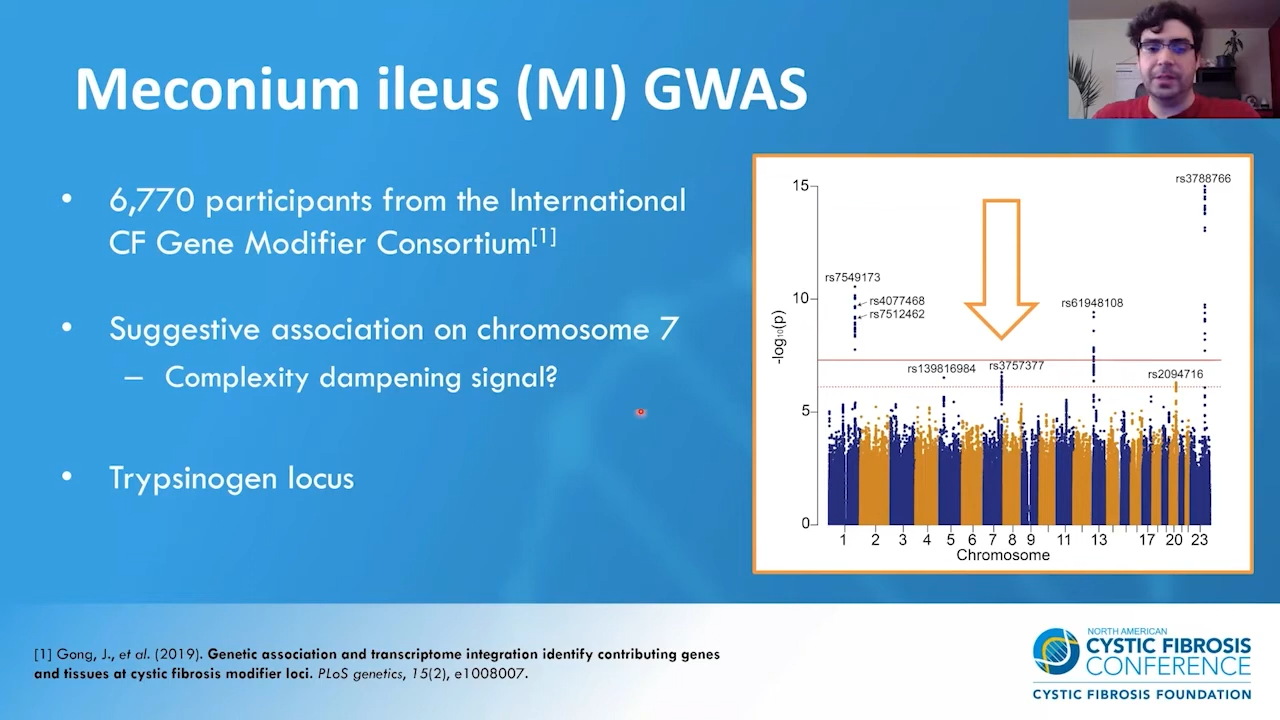 Meconium ileus (MI) GWAS
• 6,770 participants from the International
CF Gene Modifier Consortium[1]
• Suggestive association on chromosome 7
– Complexity dampening signal?
• Trypsinogen locus
15
10
5
0
-log10(p)
rs7549173
rs4077468
rs7512462
rs139816984
rs3757377
rs61948108
rs2094716
rs3788766
1 2 3 4 5 6 7 8 9 11 13 17 20 23
Chromosome
[1] Gong, J., et al. (2019). Genetic association and transcriptome integration identify contributing genes
and tissues at cystic fibrosis modifier loci. PLoS genetics, 15(2), e1008007.
NORTH AMERICAN
CYSTIC FIBROSIS
CONFERENCE
CYSTIC FIBROSIS FOUNDATION